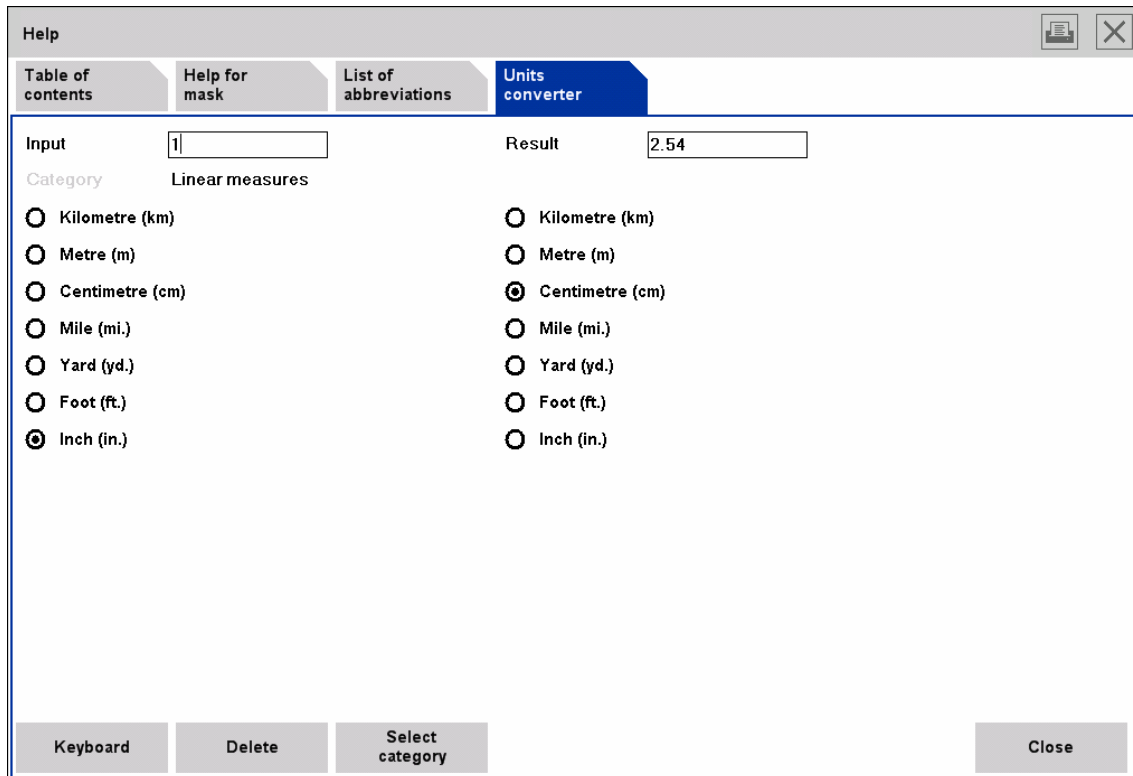 Help
Table of contents
Help for mask
List of abbreviations
Units converter
Input 1 Result 2.54
Category Linear measures
Kilometre (km) Kilometre (km)
Metre (m) Metre (m)
Centimetre (cm) Centimetre (cm)
Mile (mi.) Mile (mi.)
Yard (yd.) Yard (yd.)
Foot (ft.) Foot (ft.)
Inch (in.) Inch (in.)
Keyboard Delete Select category Close